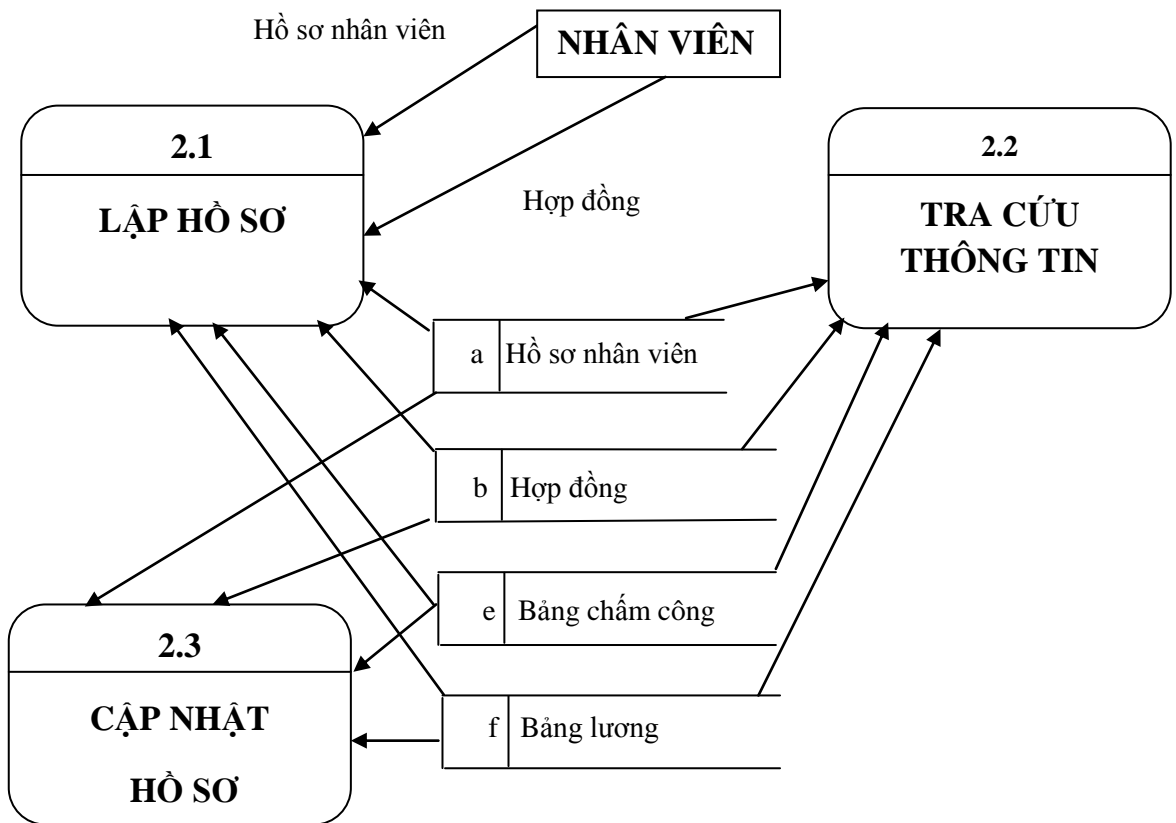 Hồ sơ nhân viên
NHÂN VIÊN
2.1
LẬP HỒ SƠ
Hợp đồng
2.2
TRA CỨU
THÔNG TIN
a Hồ sơ nhân viên
b Hợp đồng
e Bảng chấm công
2.3
CẬP NHẬT
HỒ SƠ
f Bảng lương